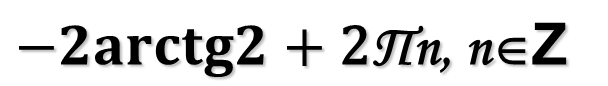 −2arctg2 + 2πn, n∈Z